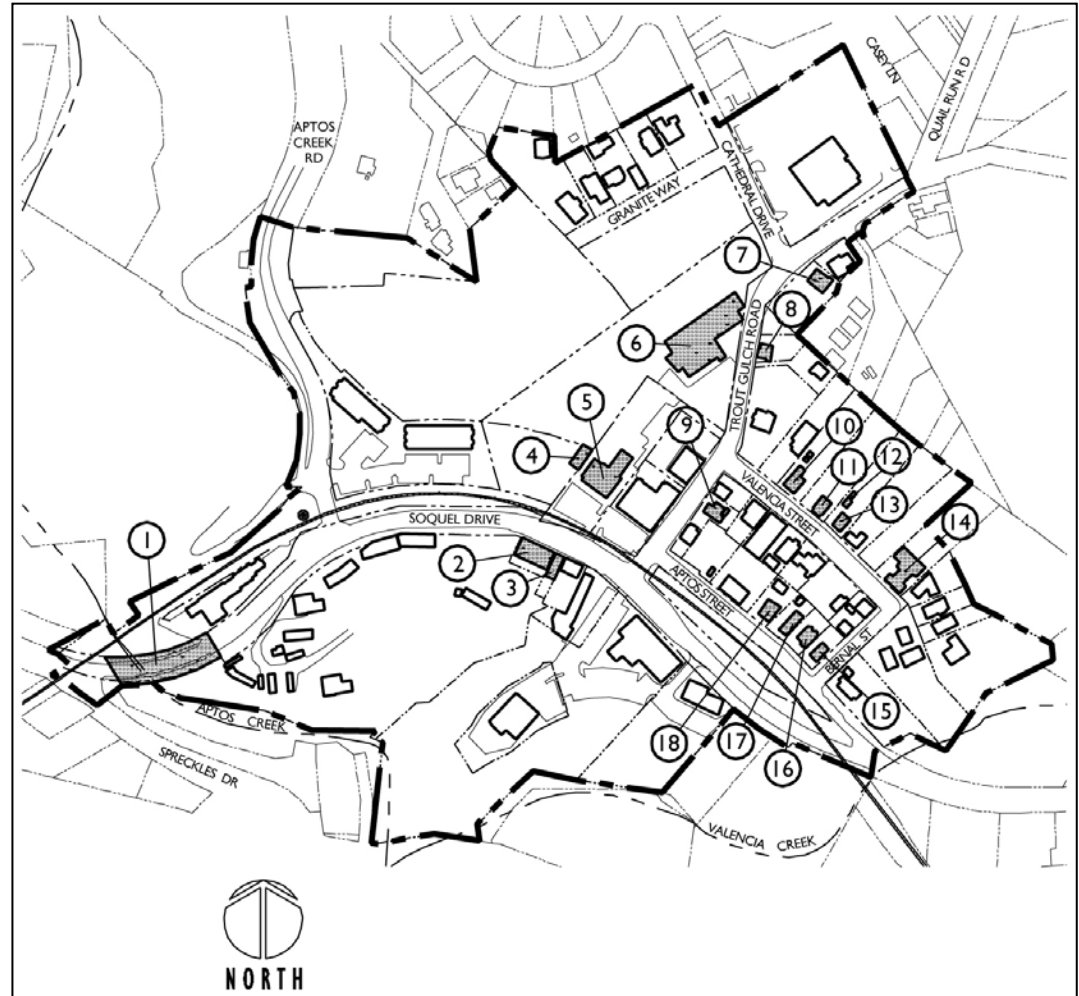 CASEY LN
QUAIL RUN RD
APTOS
CREEK
RD
CATHEDRAL DRIVE
GRANITE WAY
7
8
6
TROUT GULCH ROAD
5
9
4
10
11
12
13
14
VALENCIA STREET
SOQUEL DRIVE
1
2
3
APTOS STREET
BERNAL ST
15
18
17
16
APTOS CREEK
SPRECKLES DR
VALENCIA CREEK
NORTH